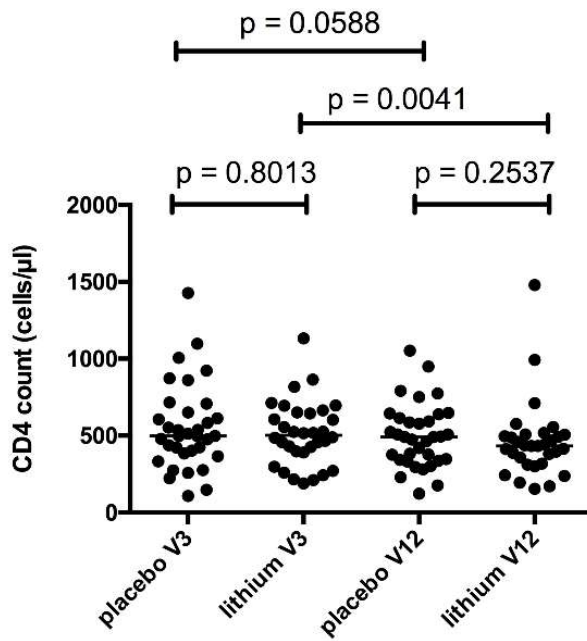 p = 0.0588
p = 0.0041
p = 0.8013
p = 0.2537
CD4 count (cells/µl)
2000
1500
1000
500
0
placebo V3
lithium V3
placebo V12
lithium V12